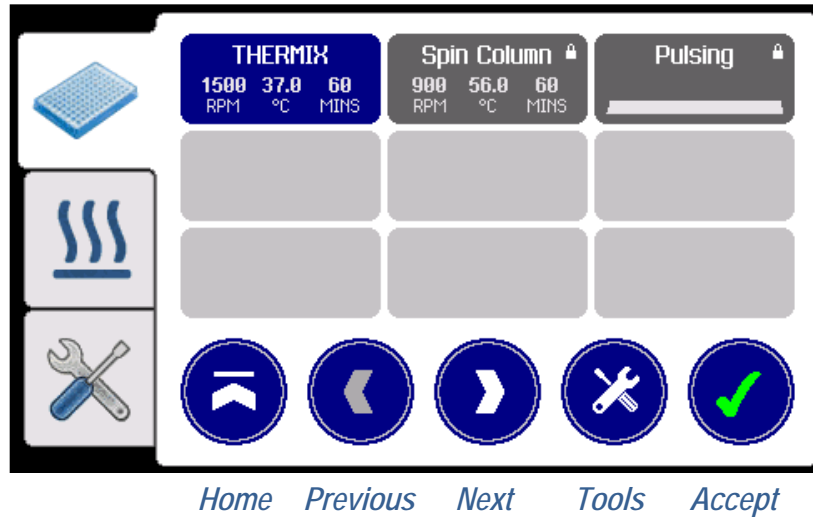 THERMIX
1500 37.0 60
RPM °C MINS
Spin Column
900 56.0 60
RPM °C MINS
Pulsing
Home Previous Next Tools Accept